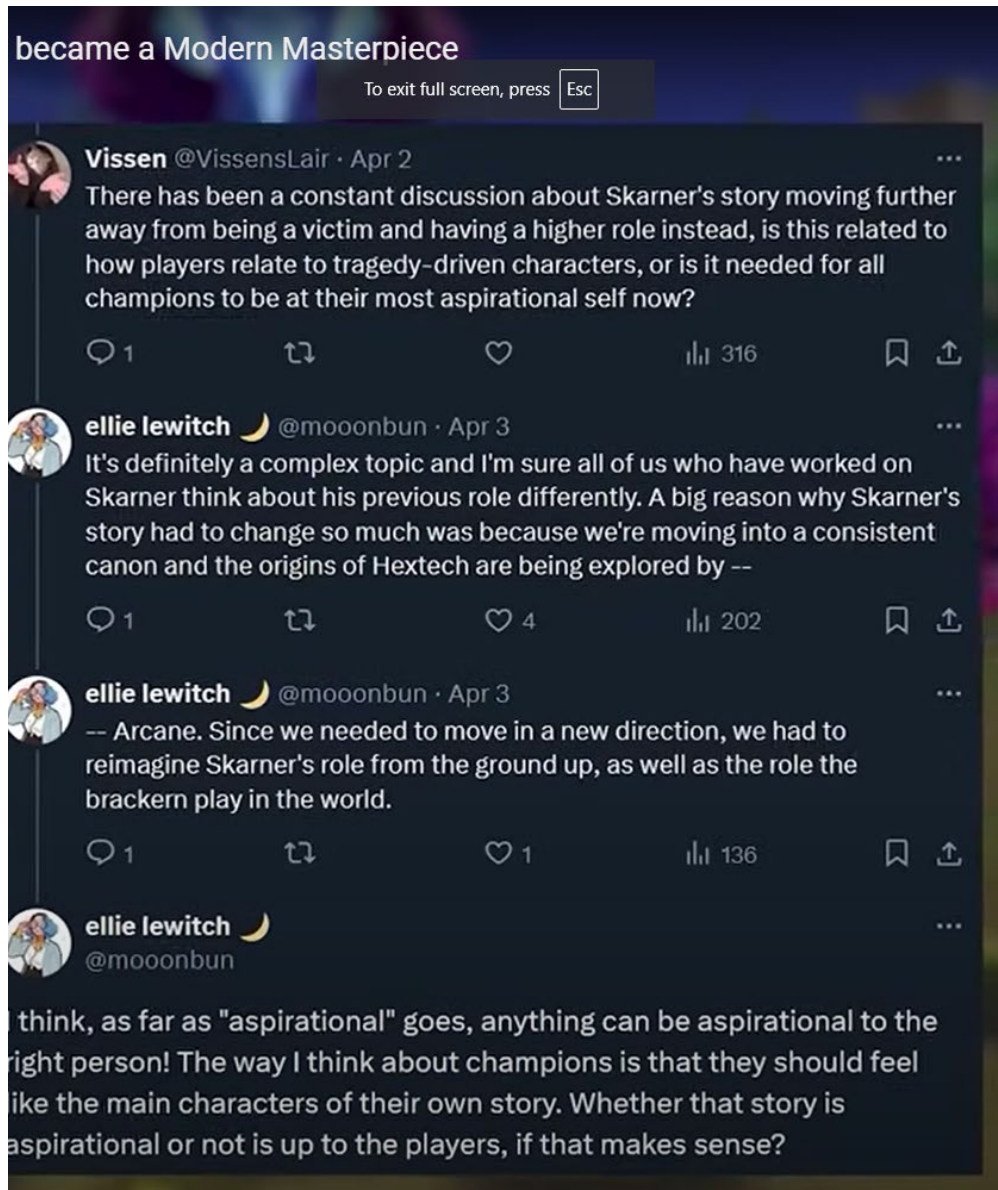 became a Modern Masterpiece
To exit full screen, press Esc
Vissen @VissensLair · Apr 2
There has been a constant discussion about Skarner's story moving further
away from being a victim and having a higher role instead, is this related to
how players relate to tragedy-driven characters, or is it needed for all
champions to be at their most aspirational self now?
1 316
ellie lewitch 🌙 @mooonbun · Apr 3
It's definitely a complex topic and I'm sure all of us who have worked on
Skarner think about his previous role differently. A big reason why Skarner's
story had to change so much was because we're moving into a consistent
canon and the origins of Hextech are being explored by --
1 4 202
ellie lewitch 🌙 @mooonbun · Apr 3
-- Arcane. Since we needed to move in a new direction, we had to
reimagine Skarner's role from the ground up, as well as the role the
brackern play in the world.
1 1 136
ellie lewitch 🌙
@mooonbun
I think, as far as "aspirational" goes, anything can be aspirational to the
right person! The way I think about champions is that they should feel
like the main characters of their own story. Whether that story is
aspirational or not is up to the players, if that makes sense?